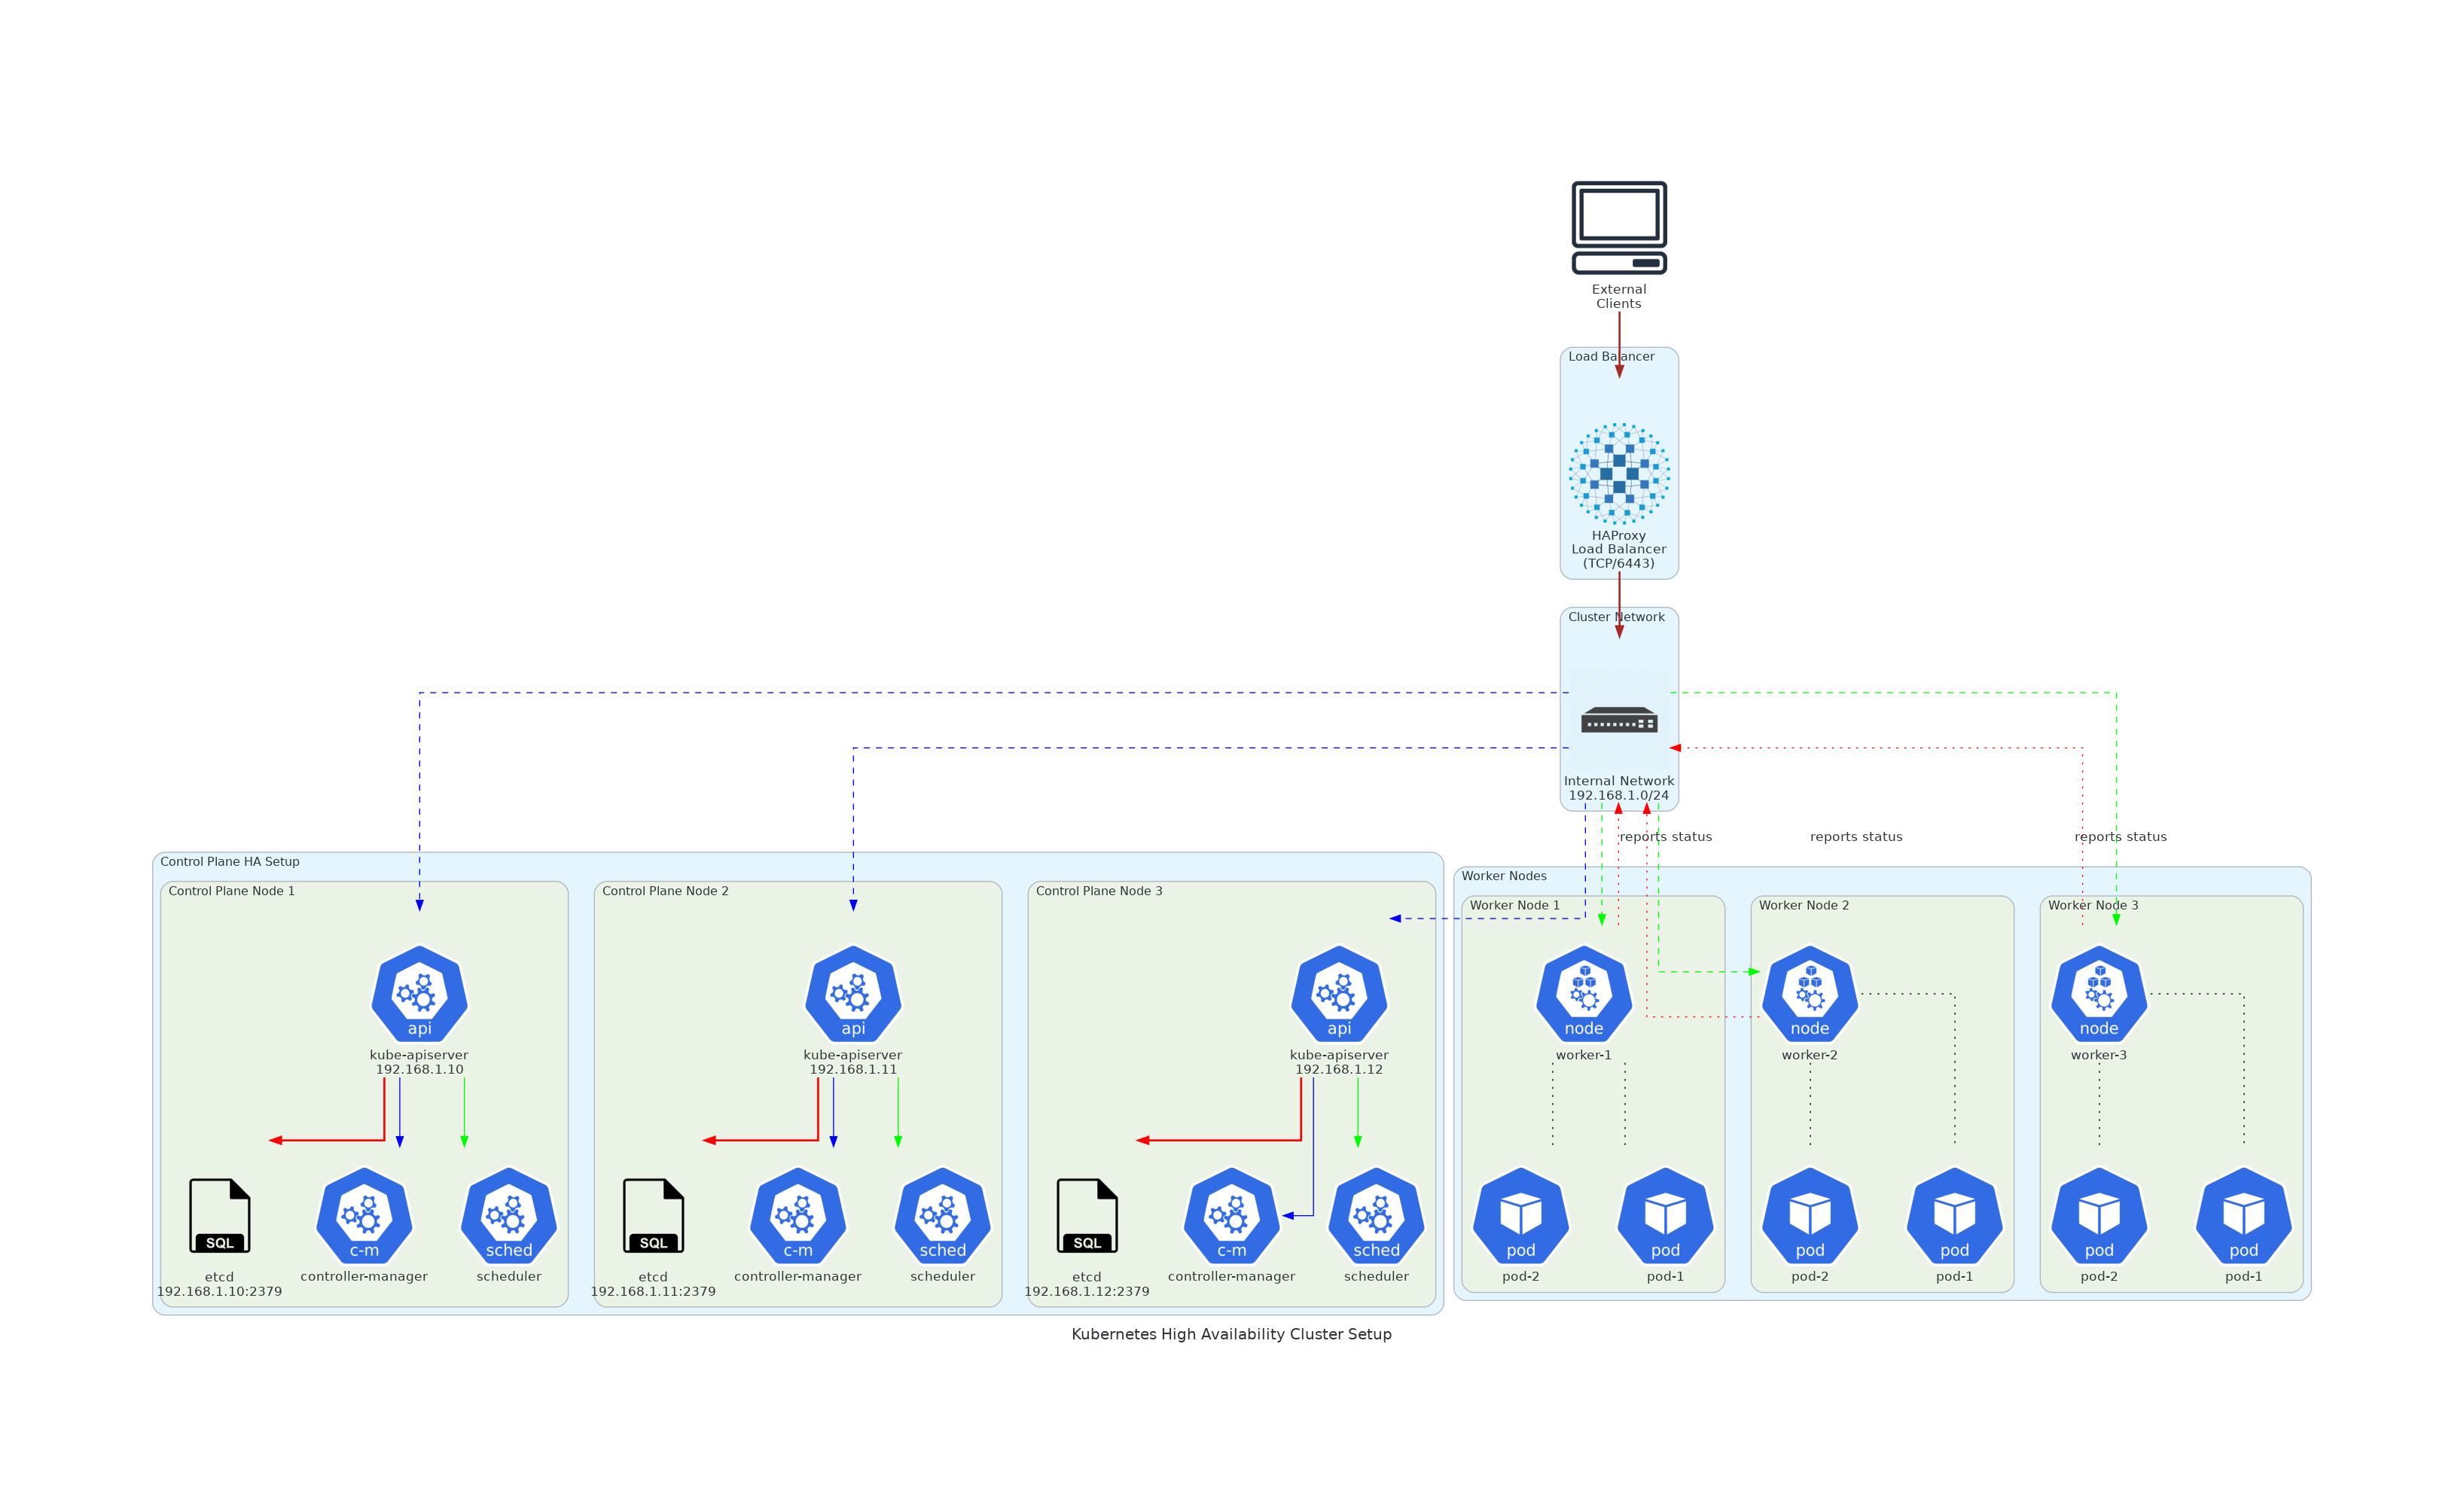 External
Clients
Load Balancer
HAProxy
Load Balancer
(TCP/6443)
Cluster Network
Internal Network
192.168.1.0/24
reports status
reports status
reports status
Control Plane HA Setup
Control Plane Node 1
api
kube-apiserver
192.168.1.10
SQL
etcd
192.168.1.10:2379
c-m
controller-manager
sched
scheduler
Control Plane Node 2
api
kube-apiserver
192.168.1.11
SQL
etcd
192.168.1.11:2379
c-m
controller-manager
sched
scheduler
Control Plane Node 3
api
kube-apiserver
192.168.1.12
SQL
etcd
192.168.1.12:2379
c-m
controller-manager
sched
scheduler
Worker Nodes
Worker Node 1
node
worker-1
pod
pod-2
pod
pod-1
Worker Node 2
node
worker-2
pod
pod-2
pod
pod-1
Worker Node 3
node
worker-3
pod
pod-2
pod
pod-1
Kubernetes High Availability Cluster Setup